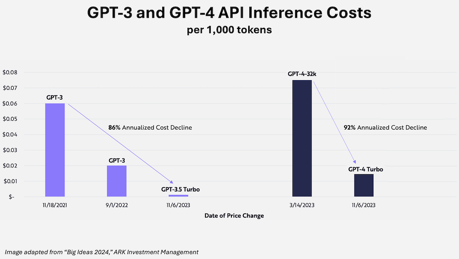 GPT-3 and GPT-4 API Inference Costs
per 1,000 tokens
$0.08
$0.07
$0.06
$0.05
$0.04
$0.03
$0.02
$0.01
$-
GPT-3
86% Annualized Cost Decline
GPT-3
GPT-3.5 Turbo
GPT-4-32k
92% Annualized Cost Decline
GPT-4 Turbo
11/18/2021
9/1/2022
11/6/2023
3/14/2023
11/6/2023
Date of Price Change
Image adapted from "Big Ideas 2024," ARK Investment Management